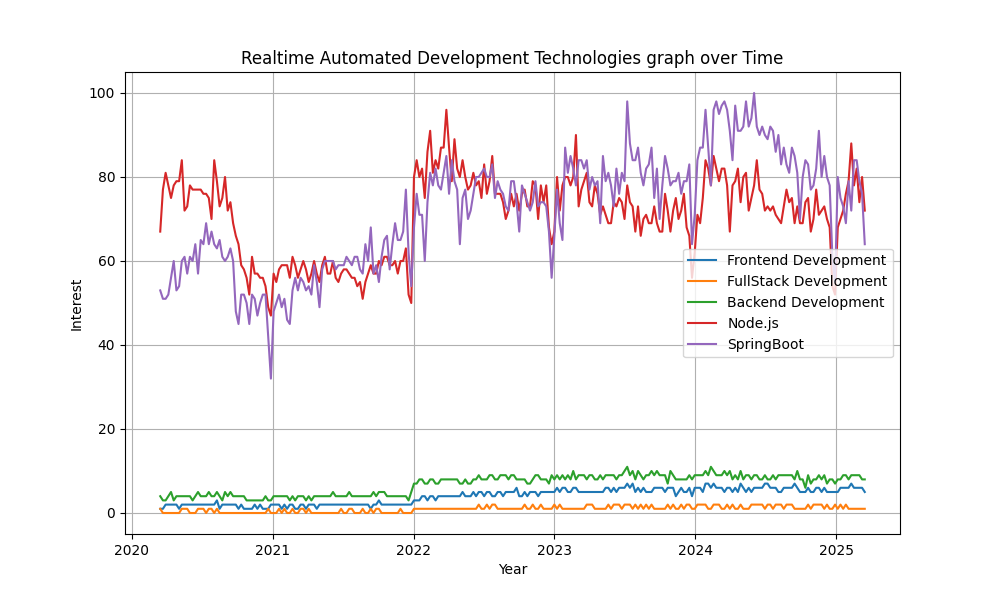 Realtime Automated Development Technologies graph over Time
100
80
60
40
20
0
Interest
Frontend Development
FullStack Development
Backend Development
Node.js
SpringBoot
2020
2021
2022
2023
2024
2025
Year